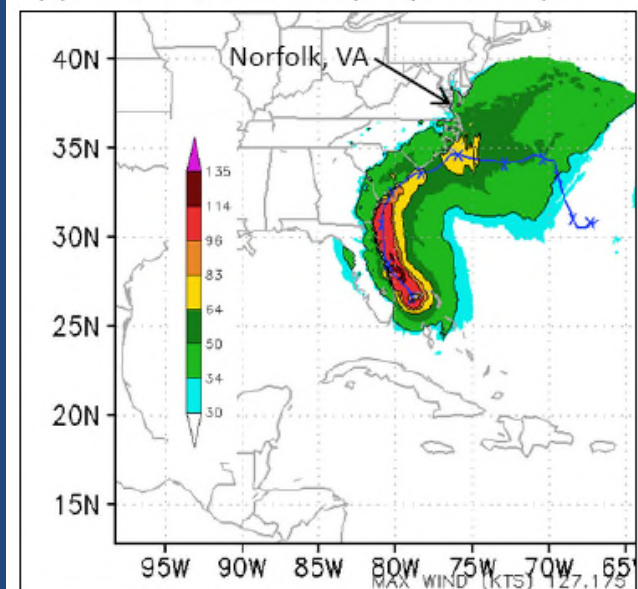 40N
Norfolk, VA
35N
135
114
96
30N
83
64
50
25N
34
30
20N
15N
95W 90W 85W 80W 75W 70W 65W
MAX WIND (KTS) 127.175